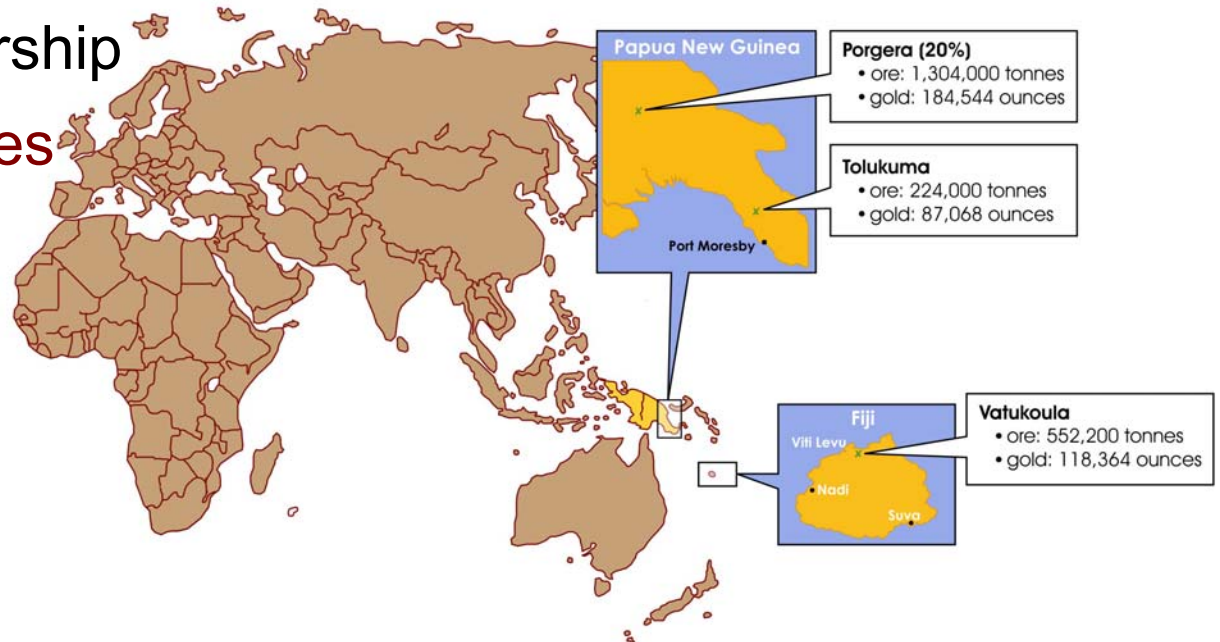 Papua New Guinea
Porgera (20%)
• ore: 1,304,000 tonnes
• gold: 184,544 ounces
Tolukuma
• ore: 224,000 tonnes
• gold: 87,068 ounces
Port Moresby
Fiji
Viti Levu
Nadi
Suva
Vatukoula
• ore: 552,200 tonnes
• gold: 118,364 ounces